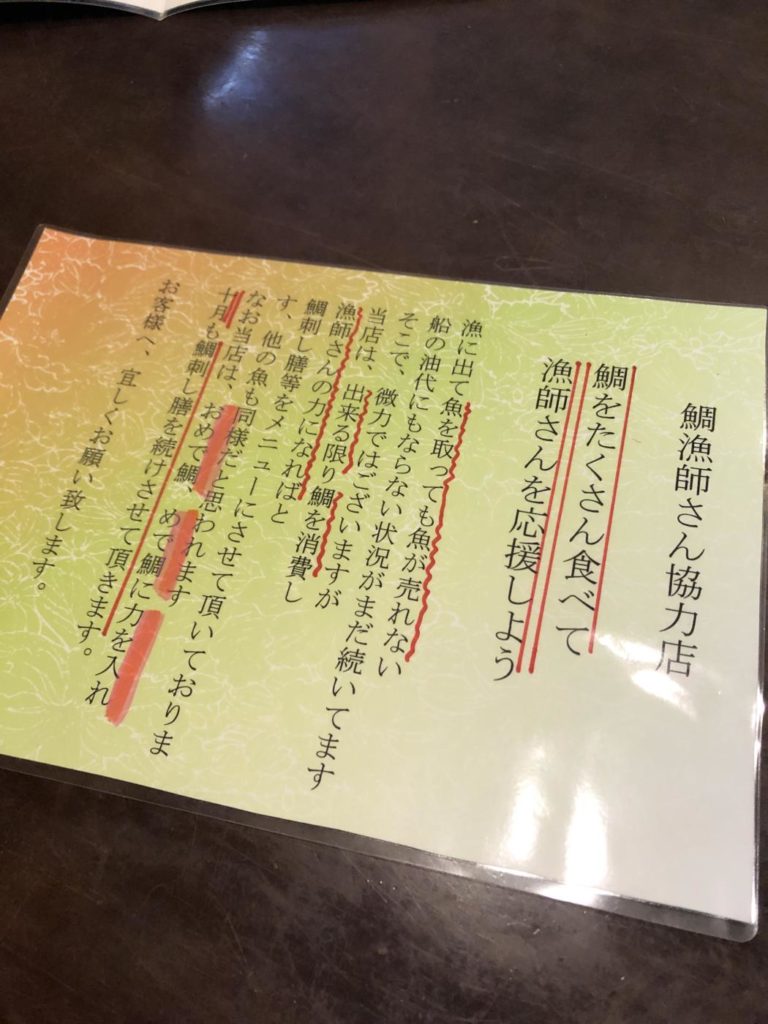 鯛漁師さん協力店
鯛をたくさん食べて
漁師さんを応援しよう
漁に出て魚を取っても魚が売れない
船の油代にもならない状況がまだ続いてます
そこで、微力ではございますが
当店は、出来る限り鯛を消費し
漁師さんの力になればと
鯛刺し膳等をメニューにさせて頂いておりま
す、他の魚も同様だと思われます
なお当店は、おめで鯛、めで鯛に力を入れ
十月も鯛刺し膳を続けさせて頂きます。
お客様へ、宜しくお願い致します。